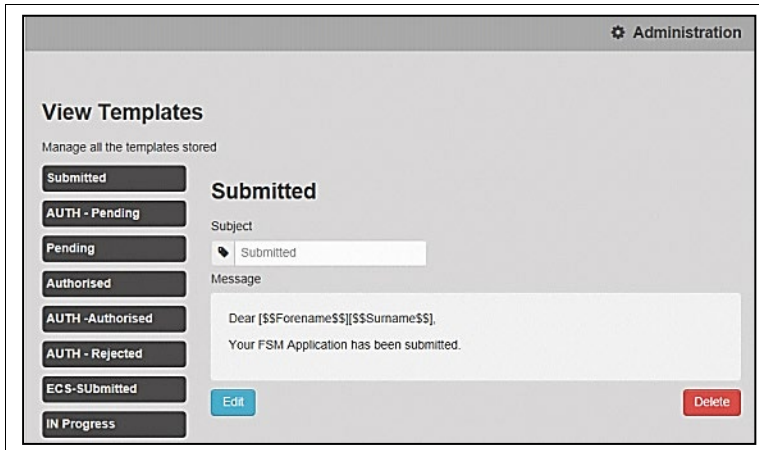 Administration
View Templates
Manage all the templates stored
Submitted
AUTH - Pending
Pending
Authorised
AUTH -Authorised
AUTH - Rejected
ECS-SUbmitted
IN Progress
Submitted
Subject
Submitted
Message
Dear [$$Forename$$][$$Surname$$],
Your FSM Application has been submitted.
Edit
Delete